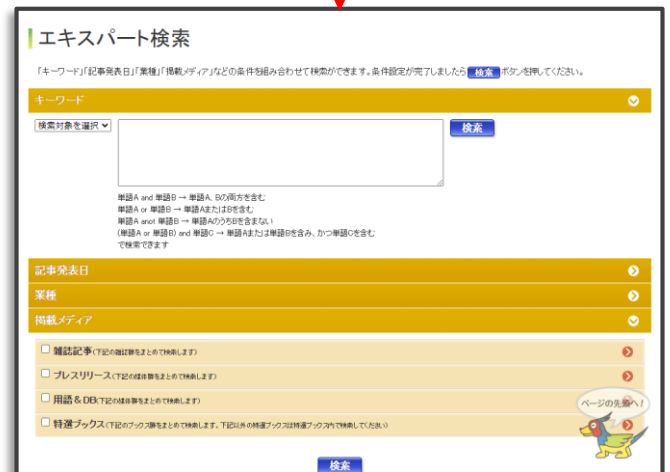 エキスパート検索
「キーワード」「記事発表日」「業種」「掲載メディア」などの条件を組み合わせて検索ができます。条件設定が完了しましたら 検索 ボタンを押してください。
キーワード
検索対象を選択
検索
単語A and 単語B → 単語A、Bの両方を含む
単語A or 単語B → 単語AまたはBを含む
単語A anot 単語B → 単語AのうちBを含まない
(単語A or 単語B) and 単語C → 単語Aまたは単語Bを含み、かつ単語Cを含む
で検索できます
記事発表日
業種
掲載メディア
雑誌記事(下記の雑誌群をまとめて検索します)
プレスリリース(下記の媒体群をまとめて検索します)
用語&DB(下記の媒体群をまとめて検索します)
ページの先頭へ!
特選ブックス(下記のブックス群をまとめて検索します。下記以外の特選ブックスは特選ブックス内で検索してください)
検索